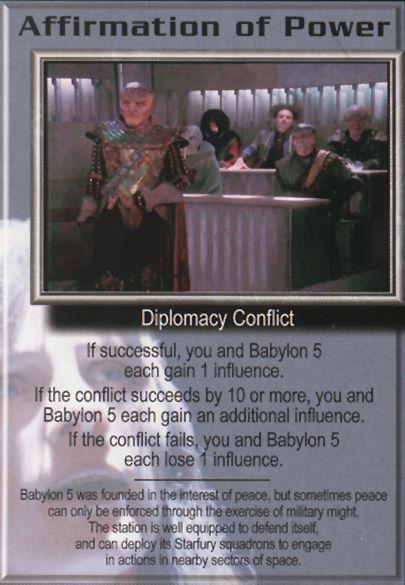 Affirmation of Power
Diplomacy Conflict
If successful, you and Babylon 5
each gain 1 influence.
If the conflict succeeds by 10 or more, you and
Babylon 5 each gain an additional influence.
If the conflict fails, you and Babylon 5
each lose 1 influence.
Babylon 5 was founded in the interest of peace, but sometimes peace
can only be enforced through the exercise of military might.
The station is well equipped to defend itself,
and can deploy its Starfury squadrons to engage
in actions in nearby sectors of space.